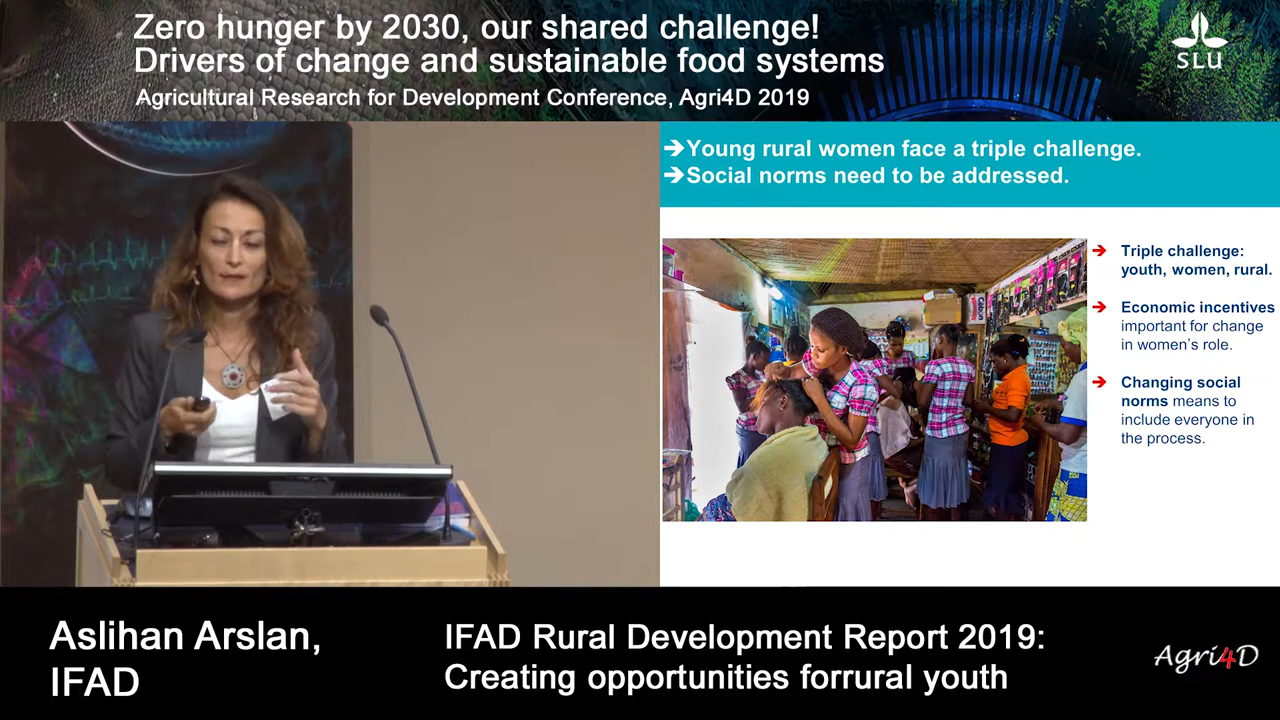 Zero hunger by 2030, our shared challenge!
Drivers of change and sustainable food systems
Agricultural Research for Development Conference, Agri4D 2019
SLU
➔Young rural women face a triple challenge.
➔Social norms need to be addressed.
➔ Triple challenge:
youth, women, rural.
➔ Economic incentives
important for change
in women's role.
➔ Changing social
norms means to
include everyone in
the process.
Aslihan Arslan,
IFAD
IFAD Rural Development Report 2019:
Creating opportunities forrural youth
Agri4D